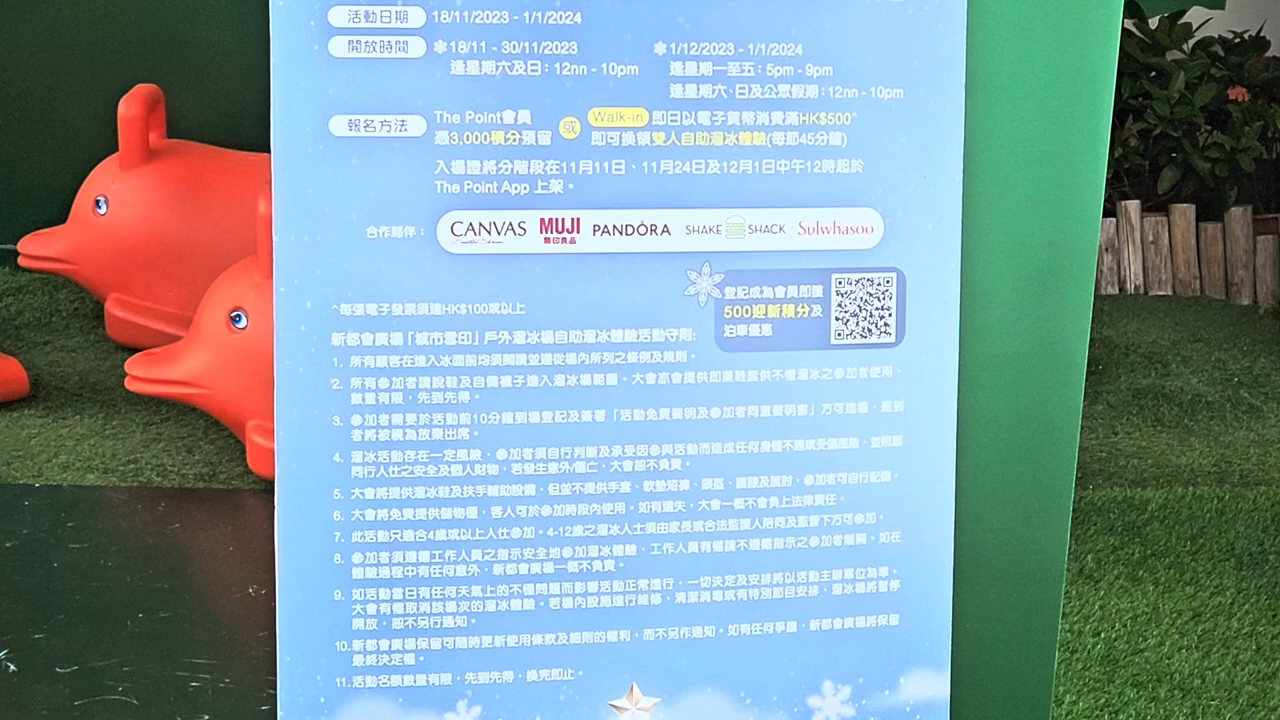 活動日期 18/11/2023 - 1/1/2024
開放時間 18/11 - 30/11/2023 1/12/2023 - 1/1/2024
逢星期六及日：12nn - 10pm 逢星期一至五：5pm - 9pm
逢星期六、日及公眾假期：12nn - 10pm
報名方法 The Point會員 或 Walk-in 即日以電子貨幣消費滿HK$500^
憑3,000積分預留 即可換領雙人自助溜冰體驗(每節45分鐘)
入場證將分階段在11月11日、11月24日及12月1日中午12時起於
The Point App 上架。
合作夥伴： CANVAS MUJI 無印良品 PANDORA SHAKE SHACK Sulwhasoo
登記成為會員即獲
500迎新積分及
泊車優惠
^每張電子發票須達HK$100或以上
新都會廣場「城市雪印」戶外溜冰場自助溜冰體驗活動守則:
1. 所有顧客在進入冰面前均須閱讀並遵從場內所列之條例及規則。
2. 所有參加者請脫鞋及自備襪子進入溜冰場範圍。大會亦會提供即棄鞋套供不穩溜冰之參加者使用，
數量有限，先到先得。
3. 參加者需要於活動前10分鐘到場登記及簽署「活動免責聲明及參加者同意聲明書」方可進場，遲到
者將被視為放棄出席。
4. 溜冰活動存在一定風險，參加者須自行判斷及承受因參與活動而造成任何身體不適或受傷風險，並照顧
同行人仕之安全及個人財物，若發生意外/傷亡，大會恕不負責。
5. 大會將提供溜冰鞋及扶手輔助設備，但並不提供手套、軟墊短褲、頭盔、護膝及護肘，參加者可自行配備。
6. 大會將免費提供儲物櫃，客人可於參加時段內使用。如有遺失，大會一概不會負上法律責任。
7. 此活動只適合4歲或以上人仕參加。4-12歲之溜冰人士須由家長或合法監護人陪同及監管下方可參加。
8. 參加者須遵循工作人員之指示安全地參加溜冰體驗，工作人員有權請不遵循指示之參加者離開。如在
體驗過程中有任何意外，新都會廣場一概不負責。
9. 如活動當日有任何天氣上的不穩問題而影響活動正常進行，一切決定及安排將以活動主辦單位為準。
大會有權取消該場次的溜冰體驗。若場內設施進行維修、清潔消毒或有特別節目安排，溜冰場將暫停
開放，恕不另行通知。
10. 新都會廣場保留可隨時更新使用條款及細則的權利，而不另作通知。如有任何爭議，新都會廣場將保留
最終決定權。
11. 活動名額數量有限，先到先得，換完即止。